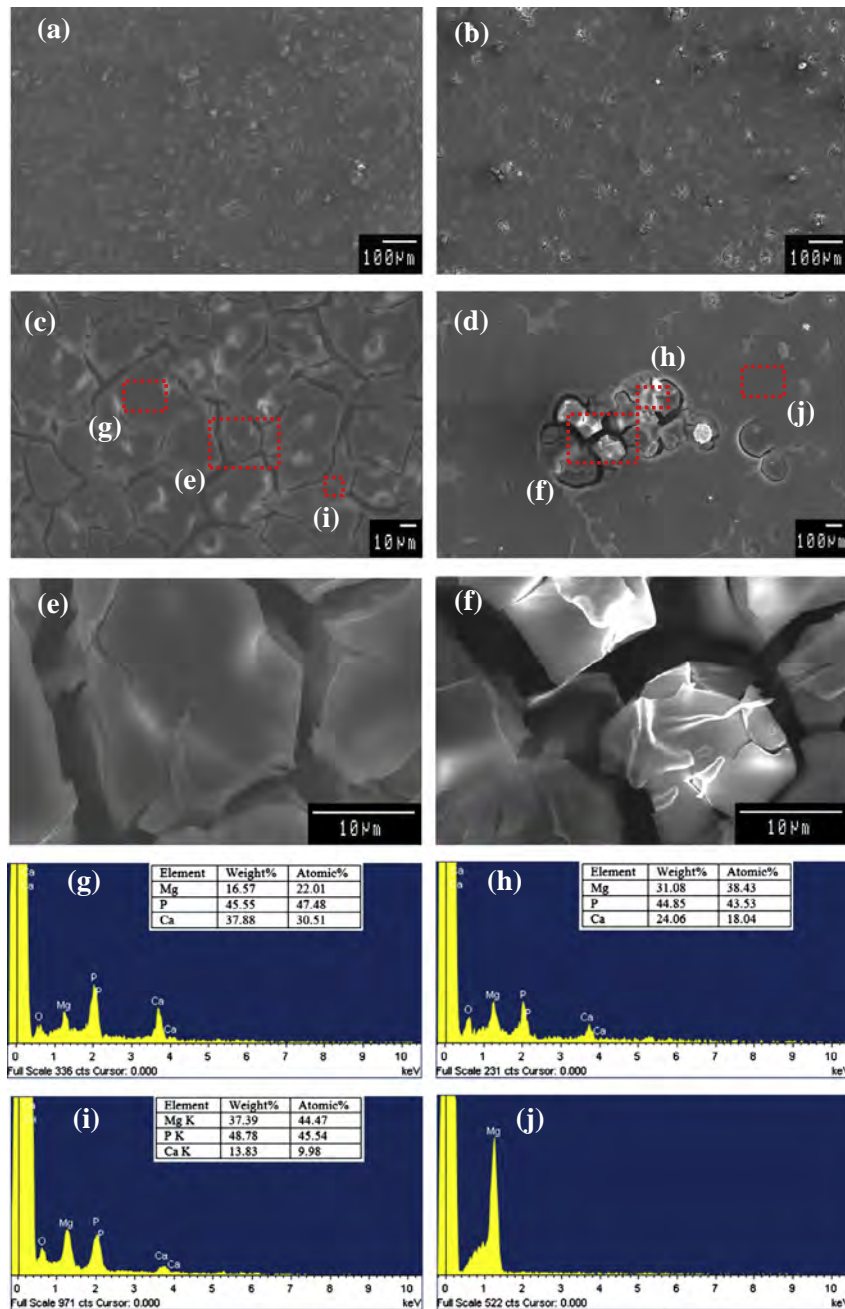 (a)
(b)
100μm
100μm
(c)
(g)
(e)
(i)
10μm
(d)
(h)
(j)
(f)
100μm
(e)
10μm
(f)
10μm
(g)
Element Weight% Atomic%
Mg 16.57 22.01
P 45.55 47.48
Ca 37.88 30.51
Ca
Ca
O Mg P P Ca Ca
0 1 2 3 4 5 6 7 8 9 10
Full Scale 336 cts Cursor: 0.000 keV
(h)
Element Weight% Atomic%
Mg 31.08 38.43
P 44.85 43.53
Ca 24.06 18.04
Ca
Ca
O Mg P P Ca Ca
0 1 2 3 4 5 6 7 8 9 10
Full Scale 231 cts Cursor: 0.000 keV
(i)
Element Weight% Atomic%
Mg K 37.39 44.47
P K 48.78 45.54
Ca K 13.83 9.98
O Mg P P Ca Ca
0 1 2 3 4 5 6 7 8 9 10
Full Scale 971 cts Cursor: 0.000 keV
(j)
Mg
0 1 2 3 4 5 6 7 8 9 10
Full Scale 522 cts Cursor: 0.000 keV